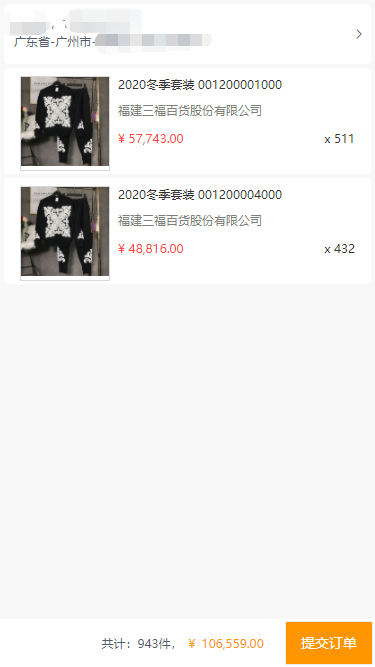 广东省-广州市-
2020冬季套装 001200001000
福建三福百货股份有限公司
¥ 57,743.00 x 511
2020冬季套装 001200004000
福建三福百货股份有限公司
¥ 48,816.00 x 432
共计：943件， ¥ 106,559.00 提交订单